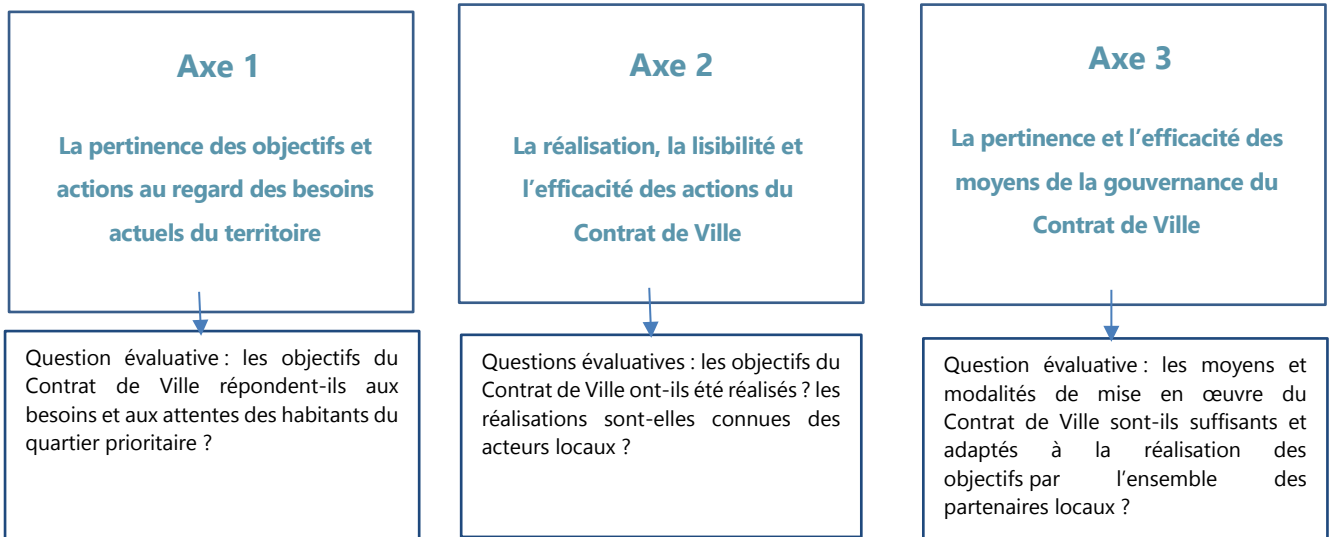 Axe 1
La pertinence des objectifs et
actions au regard des besoins
actuels du territoire
Question évaluative : les objectifs du
Contrat de Ville répondent-ils aux
besoins et aux attentes des habitants du
quartier prioritaire ?
Axe 2
La réalisation, la lisibilité et
l’efficacité des actions du
Contrat de Ville
Questions évaluatives : les objectifs du
Contrat de Ville ont-ils été réalisés ? les
réalisations sont-elles connues des
acteurs locaux ?
Axe 3
La pertinence et l’efficacité des
moyens de la gouvernance du
Contrat de Ville
Question évaluative : les moyens et
modalités de mise en œuvre du
Contrat de Ville sont-ils suffisants et
adaptés à la réalisation des
objectifs par l’ensemble des
partenaires locaux ?